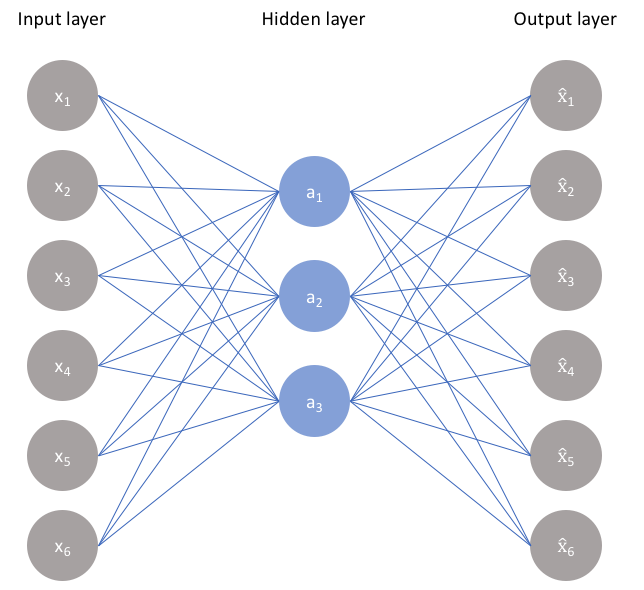 Input layer Hidden layer Output layer
x₁ x̂₁
a₁
x₂ x̂₂
x₃ x̂₃
a₂
x₄ x̂₄
a₃
x₅ x̂₅
x₆ x̂₆